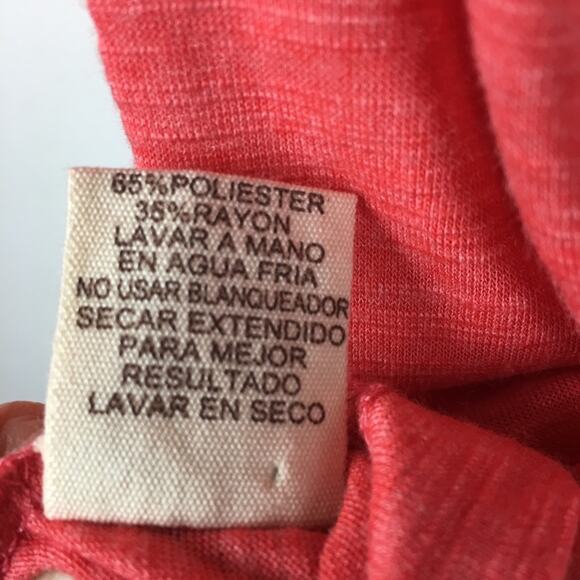 65%POLIESTER
35%RAYON
LAVAR A MANO
EN AGUA FRIA
NO USAR BLANQUEADOR
SECAR EXTENDIDO
PARA MEJOR
RESULTADO
LAVAR EN SECO